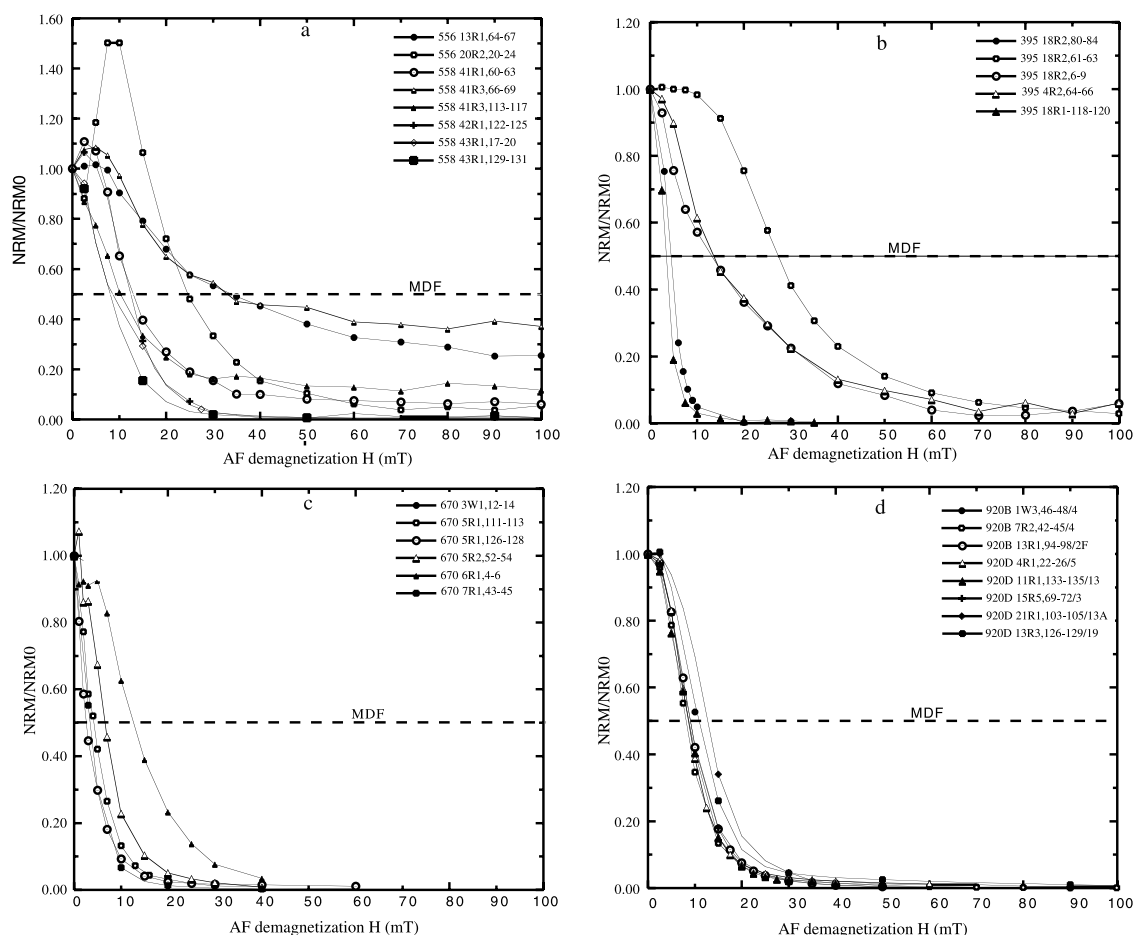 a
556 13R1,64-67
556 20R2,20-24
558 41R1,60-63
558 41R3,66-69
558 41R3,113-117
558 42R1,122-125
558 43R1,17-20
558 43R1,129-131
MDF
NRM/NRM0
1.60
1.40
1.20
1.00
0.80
0.60
0.40
0.20
0.00
0 10 20 30 40 50 60 70 80 90 100
AF demagnetization H (mT)
b
395 18R2,80-84
395 18R2,61-63
395 18R2,6-9
395 4R2,64-66
395 18R1-118-120
MDF
NRM/NRM0
1.20
1.00
0.80
0.60
0.40
0.20
0.00
0 10 20 30 40 50 60 70 80 90 100
AF demagnetization H (mT)
c
670 3W1,12-14
670 5R1,111-113
670 5R1,126-128
670 5R2,52-54
670 6R1,4-6
670 7R1,43-45
MDF
NRM/NRM0
1.20
1.00
0.80
0.60
0.40
0.20
0.00
0 10 20 30 40 50 60 70 80 90 100
AF demagnetization H (mT)
d
920B 1W3,46-48/4
920B 7R2,42-45/4
920B 13R1,94-98/2F
920D 4R1,22-26/5
920D 11R1,133-135/13
920D 15R5,69-72/3
920D 21R1,103-105/13A
920D 13R3,126-129/19
MDF
NRM/NRM0
1.20
1.00
0.80
0.60
0.40
0.20
0.00
0 10 20 30 40 50 60 70 80 90 100
AF demagnetization H (mT)